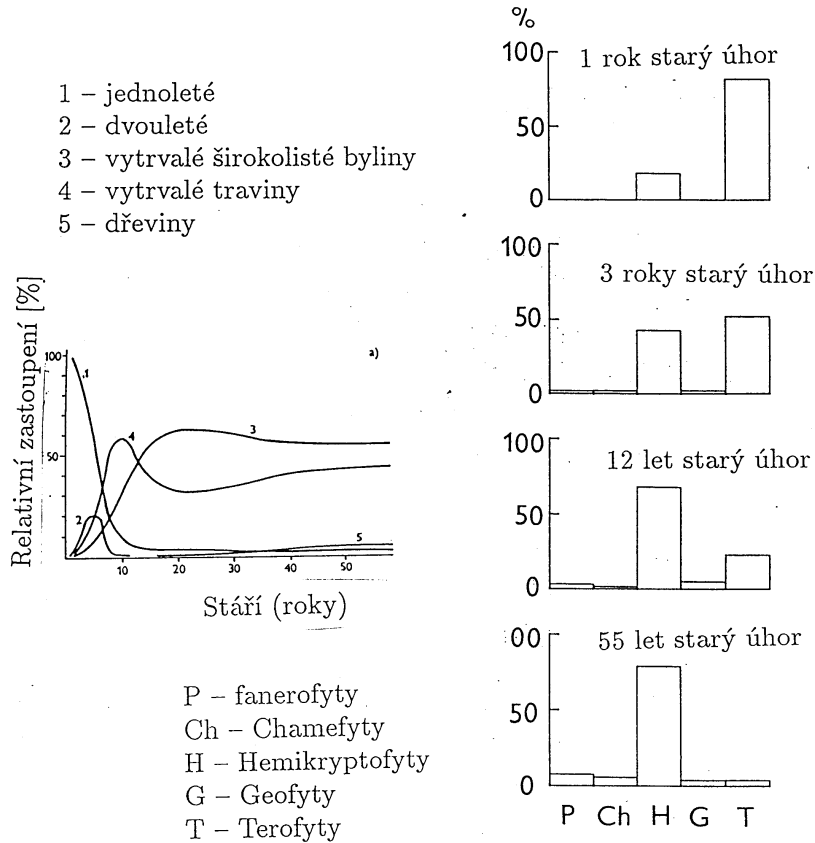 1 – jednoleté
2 – dvouleté
3 – vytrvalé širokolisté byliny
4 – vytrvalé traviny
5 – dřeviny
Relativní zastoupení [%]
100
50
a)
1
2
3
4
5
10 20 30 40 50
Stáří (roky)
P – fanerofyty
Ch – Chamefyty
H – Hemikryptofyty
G – Geofyty
T – Terofyty
%
100
50
0
1 rok starý úhor
100
50
0
3 roky starý úhor
100
50
0
12 let starý úhor
00
50
0
55 let starý úhor
P Ch H G T